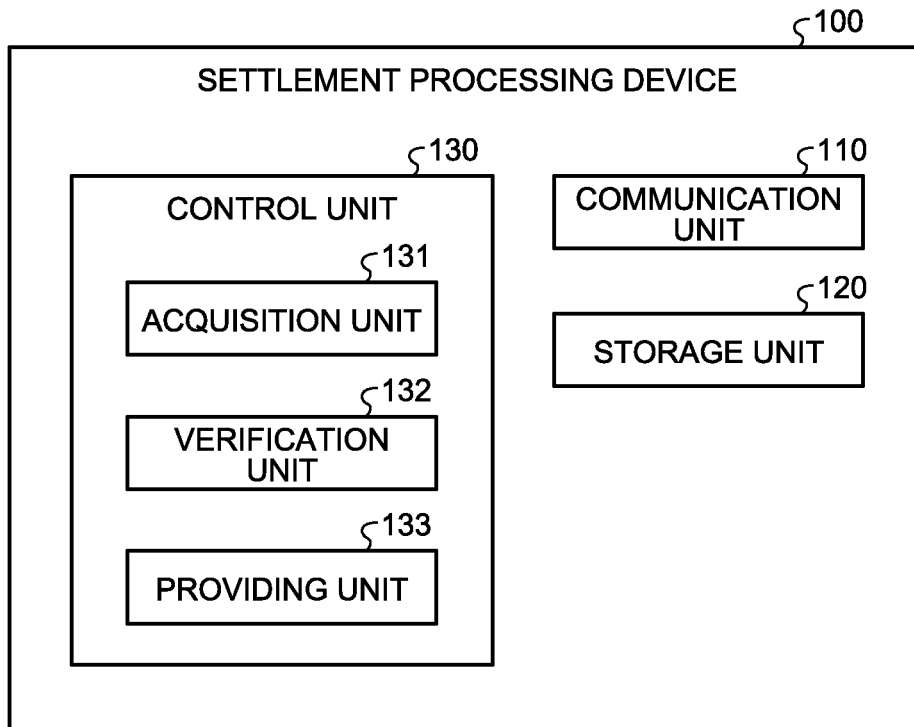 100
SETTLEMENT PROCESSING DEVICE
130
CONTROL UNIT
131
ACQUISITION UNIT
132
VERIFICATION
UNIT
133
PROVIDING UNIT
110
COMMUNICATION
UNIT
120
STORAGE UNIT